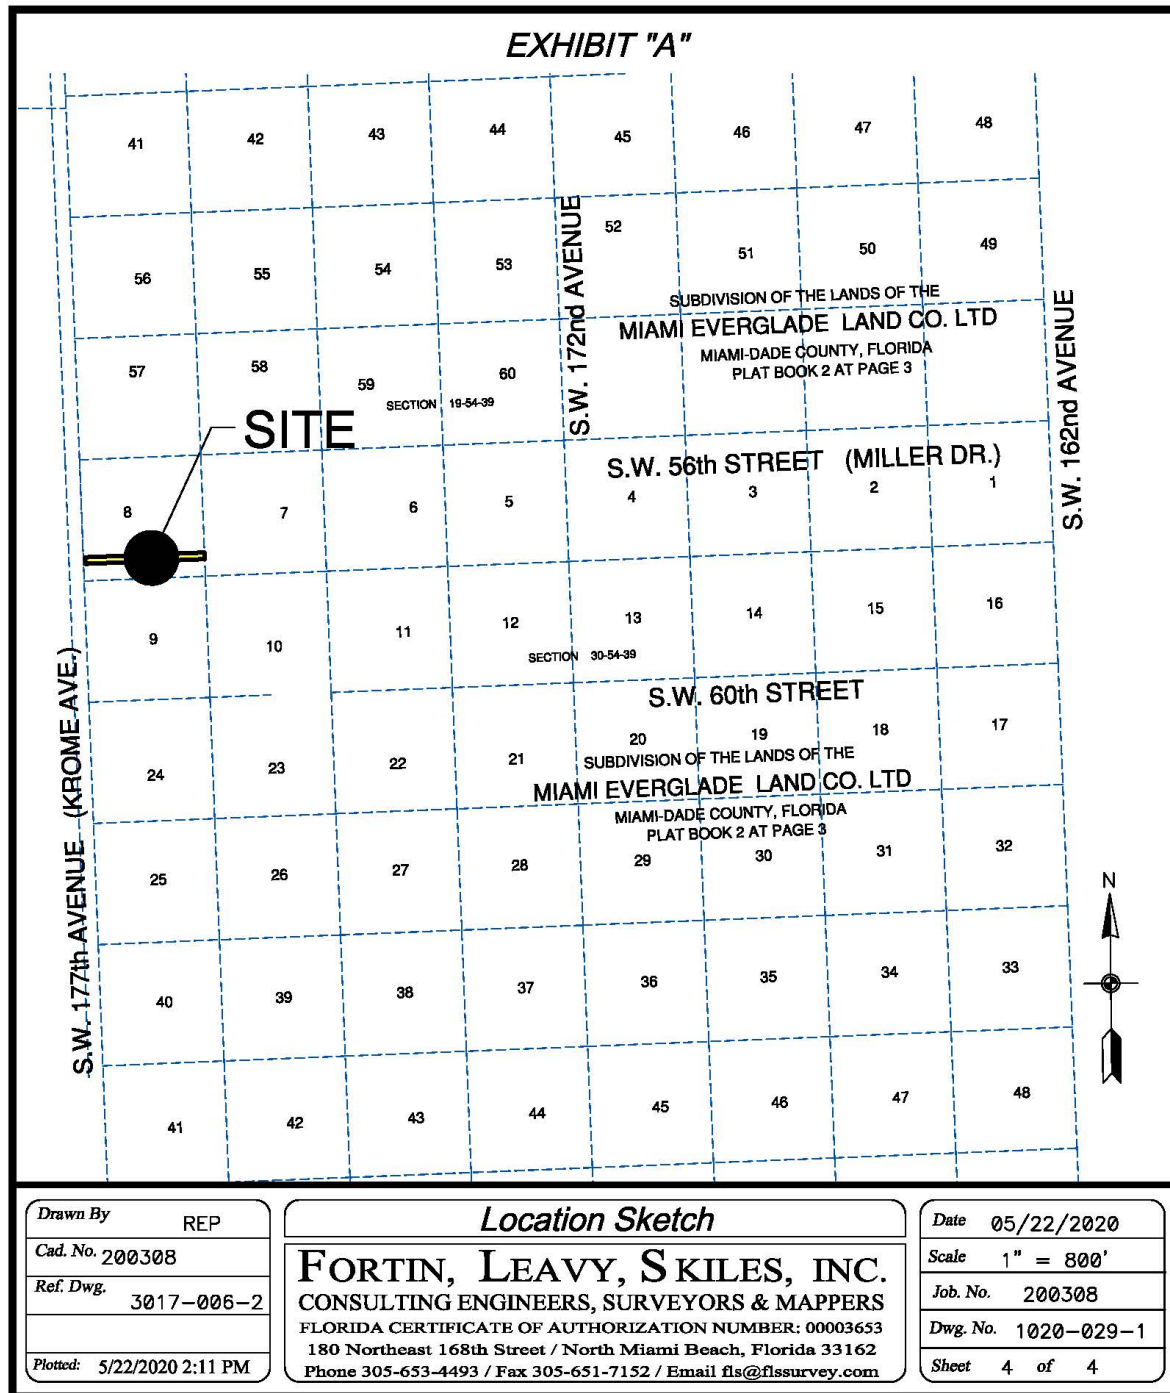 EXHIBIT "A"
41 42 43 44 45 46 47 48
56 55 54 53 52 51 50 49
S.W. 172nd AVENUE
SUBDIVISION OF THE LANDS OF THE
MIAMI EVERGLADE LAND CO. LTD
MIAMI-DADE COUNTY, FLORIDA
PLAT BOOK 2 AT PAGE 3
S.W. 162nd AVENUE
57 58 59 60
SECTION 19-54-39
SITE
S.W. 56th STREET (MILLER DR.)
8 7 6 5 4 3 2 1
9 10 11 12 13 14 15 16
SECTION 30-54-39
S.W. 60th STREET
24 23 22 21 20 19 18 17
SUBDIVISION OF THE LANDS OF THE
MIAMI EVERGLADE LAND CO. LTD
MIAMI-DADE COUNTY, FLORIDA
PLAT BOOK 2 AT PAGE 3
S.W. 177th AVENUE (KROME AVE.)
25 26 27 28 29 30 31 32
N
40 39 38 37 36 35 34 33
41 42 43 44 45 46 47 48
Drawn By REP
Cad. No. 200308
Ref. Dwg.
3017-006-2
Plotted: 5/22/2020 2:11 PM
Location Sketch
FORTIN, LEAVY, SKILES, INC.
CONSULTING ENGINEERS, SURVEYORS & MAPPERS
FLORIDA CERTIFICATE OF AUTHORIZATION NUMBER: 00003653
180 Northeast 168th Street / North Miami Beach, Florida 33162
Phone 305-653-4493 / Fax 305-651-7152 / Email fls@flssurvey.com
Date 05/22/2020
Scale 1" = 800'
Job. No. 200308
Dwg. No. 1020-029-1
Sheet 4 of 4